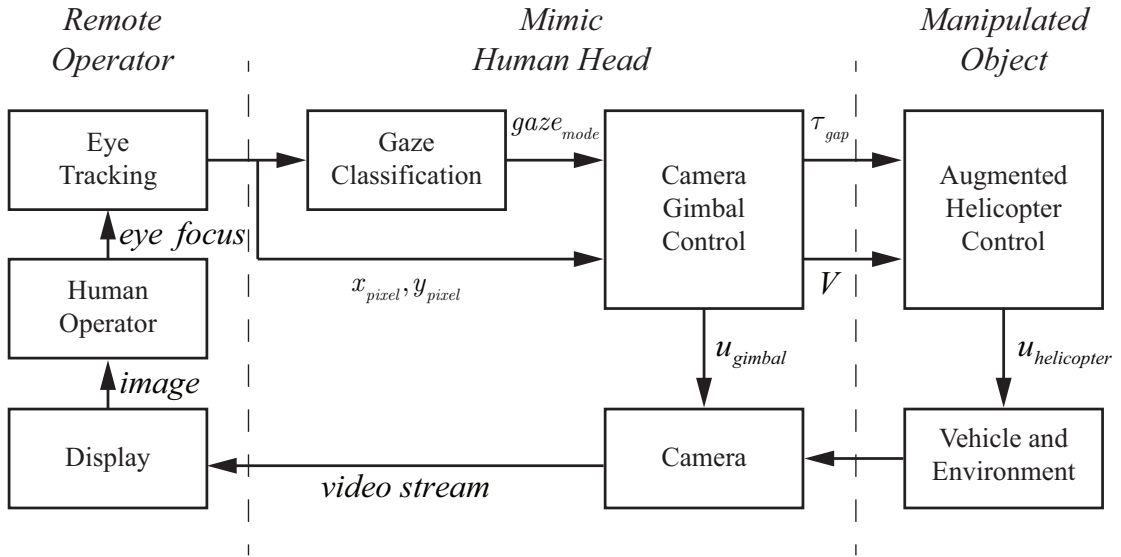 Remote
Operator
Mimic
Human Head
Manipulated
Object
Eye
Tracking
Gaze
Classification
gaze_mode
Camera
Gimbal
Control
τ_gap
Augmented
Helicopter
Control
eye focus
x_pixel, y_pixel
V
Human
Operator
u_gimbal
u_helicopter
image
Display
video stream
Camera
Vehicle and
Environment